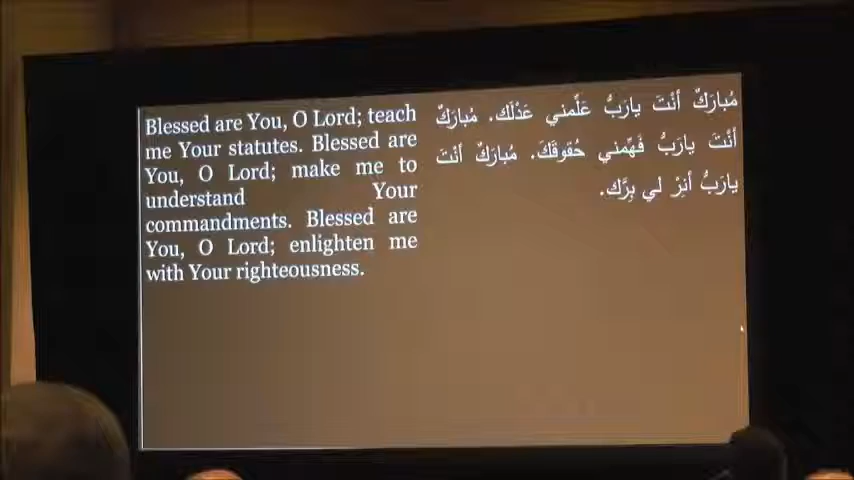 Blessed are You, O Lord; teach
me Your statutes. Blessed are
You, O Lord; make me to
understand Your
commandments. Blessed are
You, O Lord; enlighten me
with Your righteousness.
مُبارَكٌ أنْتَ يارَبُّ عَلِّمني عَدْلَك. مُبارَكٌ
أنْتَ يارَبُّ فَهِّمني حُقوقَكَ. مُبارَكٌ أنْتَ
يارَبُّ أنِرْ لي بِرَّك.